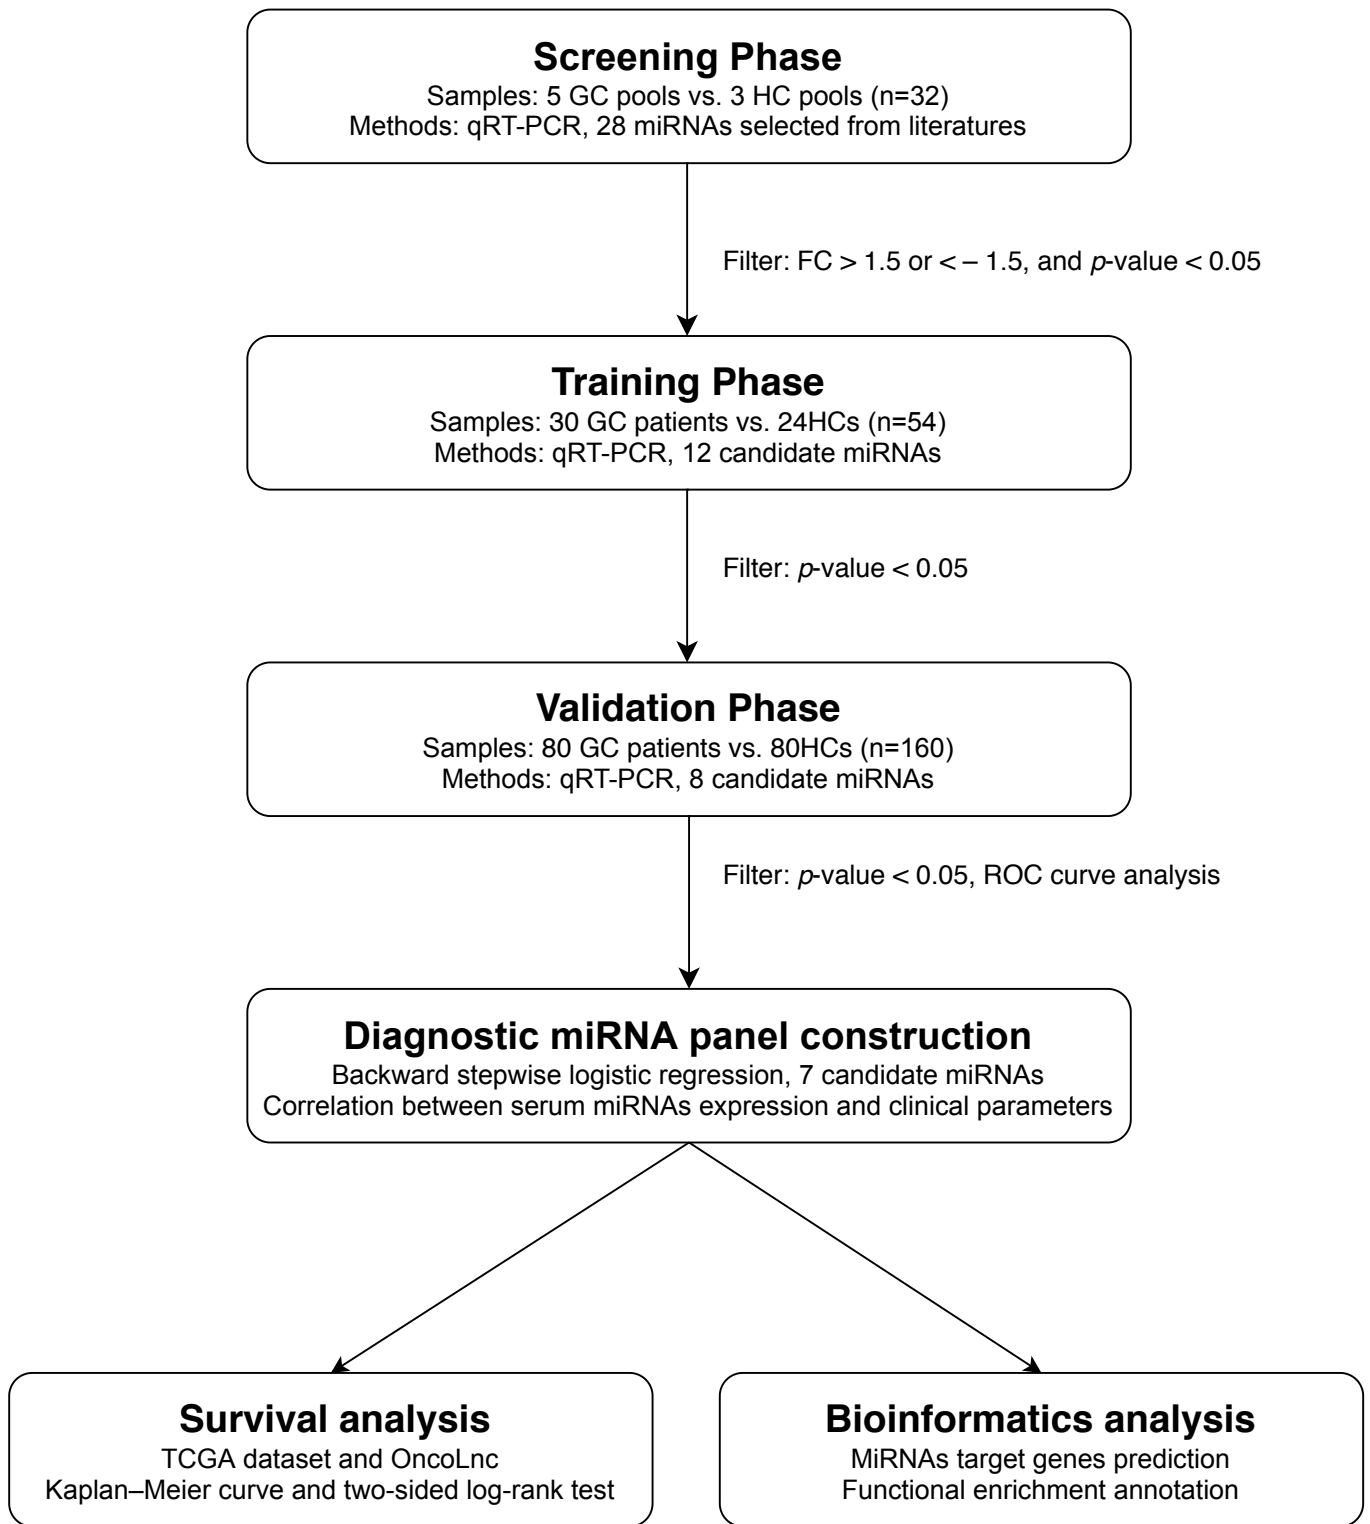 Screening Phase
Samples: 5 GC pools vs. 3 HC pools (n=32)
Methods: qRT-PCR, 28 miRNAs selected from literatures
Filter: FC > 1.5 or < – 1.5, and p-value < 0.05
Training Phase
Samples: 30 GC patients vs. 24HCs (n=54)
Methods: qRT-PCR, 12 candidate miRNAs
Filter: p-value < 0.05
Validation Phase
Samples: 80 GC patients vs. 80HCs (n=160)
Methods: qRT-PCR, 8 candidate miRNAs
Filter: p-value < 0.05, ROC curve analysis
Diagnostic miRNA panel construction
Backward stepwise logistic regression, 7 candidate miRNAs
Correlation between serum miRNAs expression and clinical parameters
Survival analysis
TCGA dataset and OncoLnc
Kaplan–Meier curve and two-sided log-rank test
Bioinformatics analysis
MiRNAs target genes prediction
Functional enrichment annotation